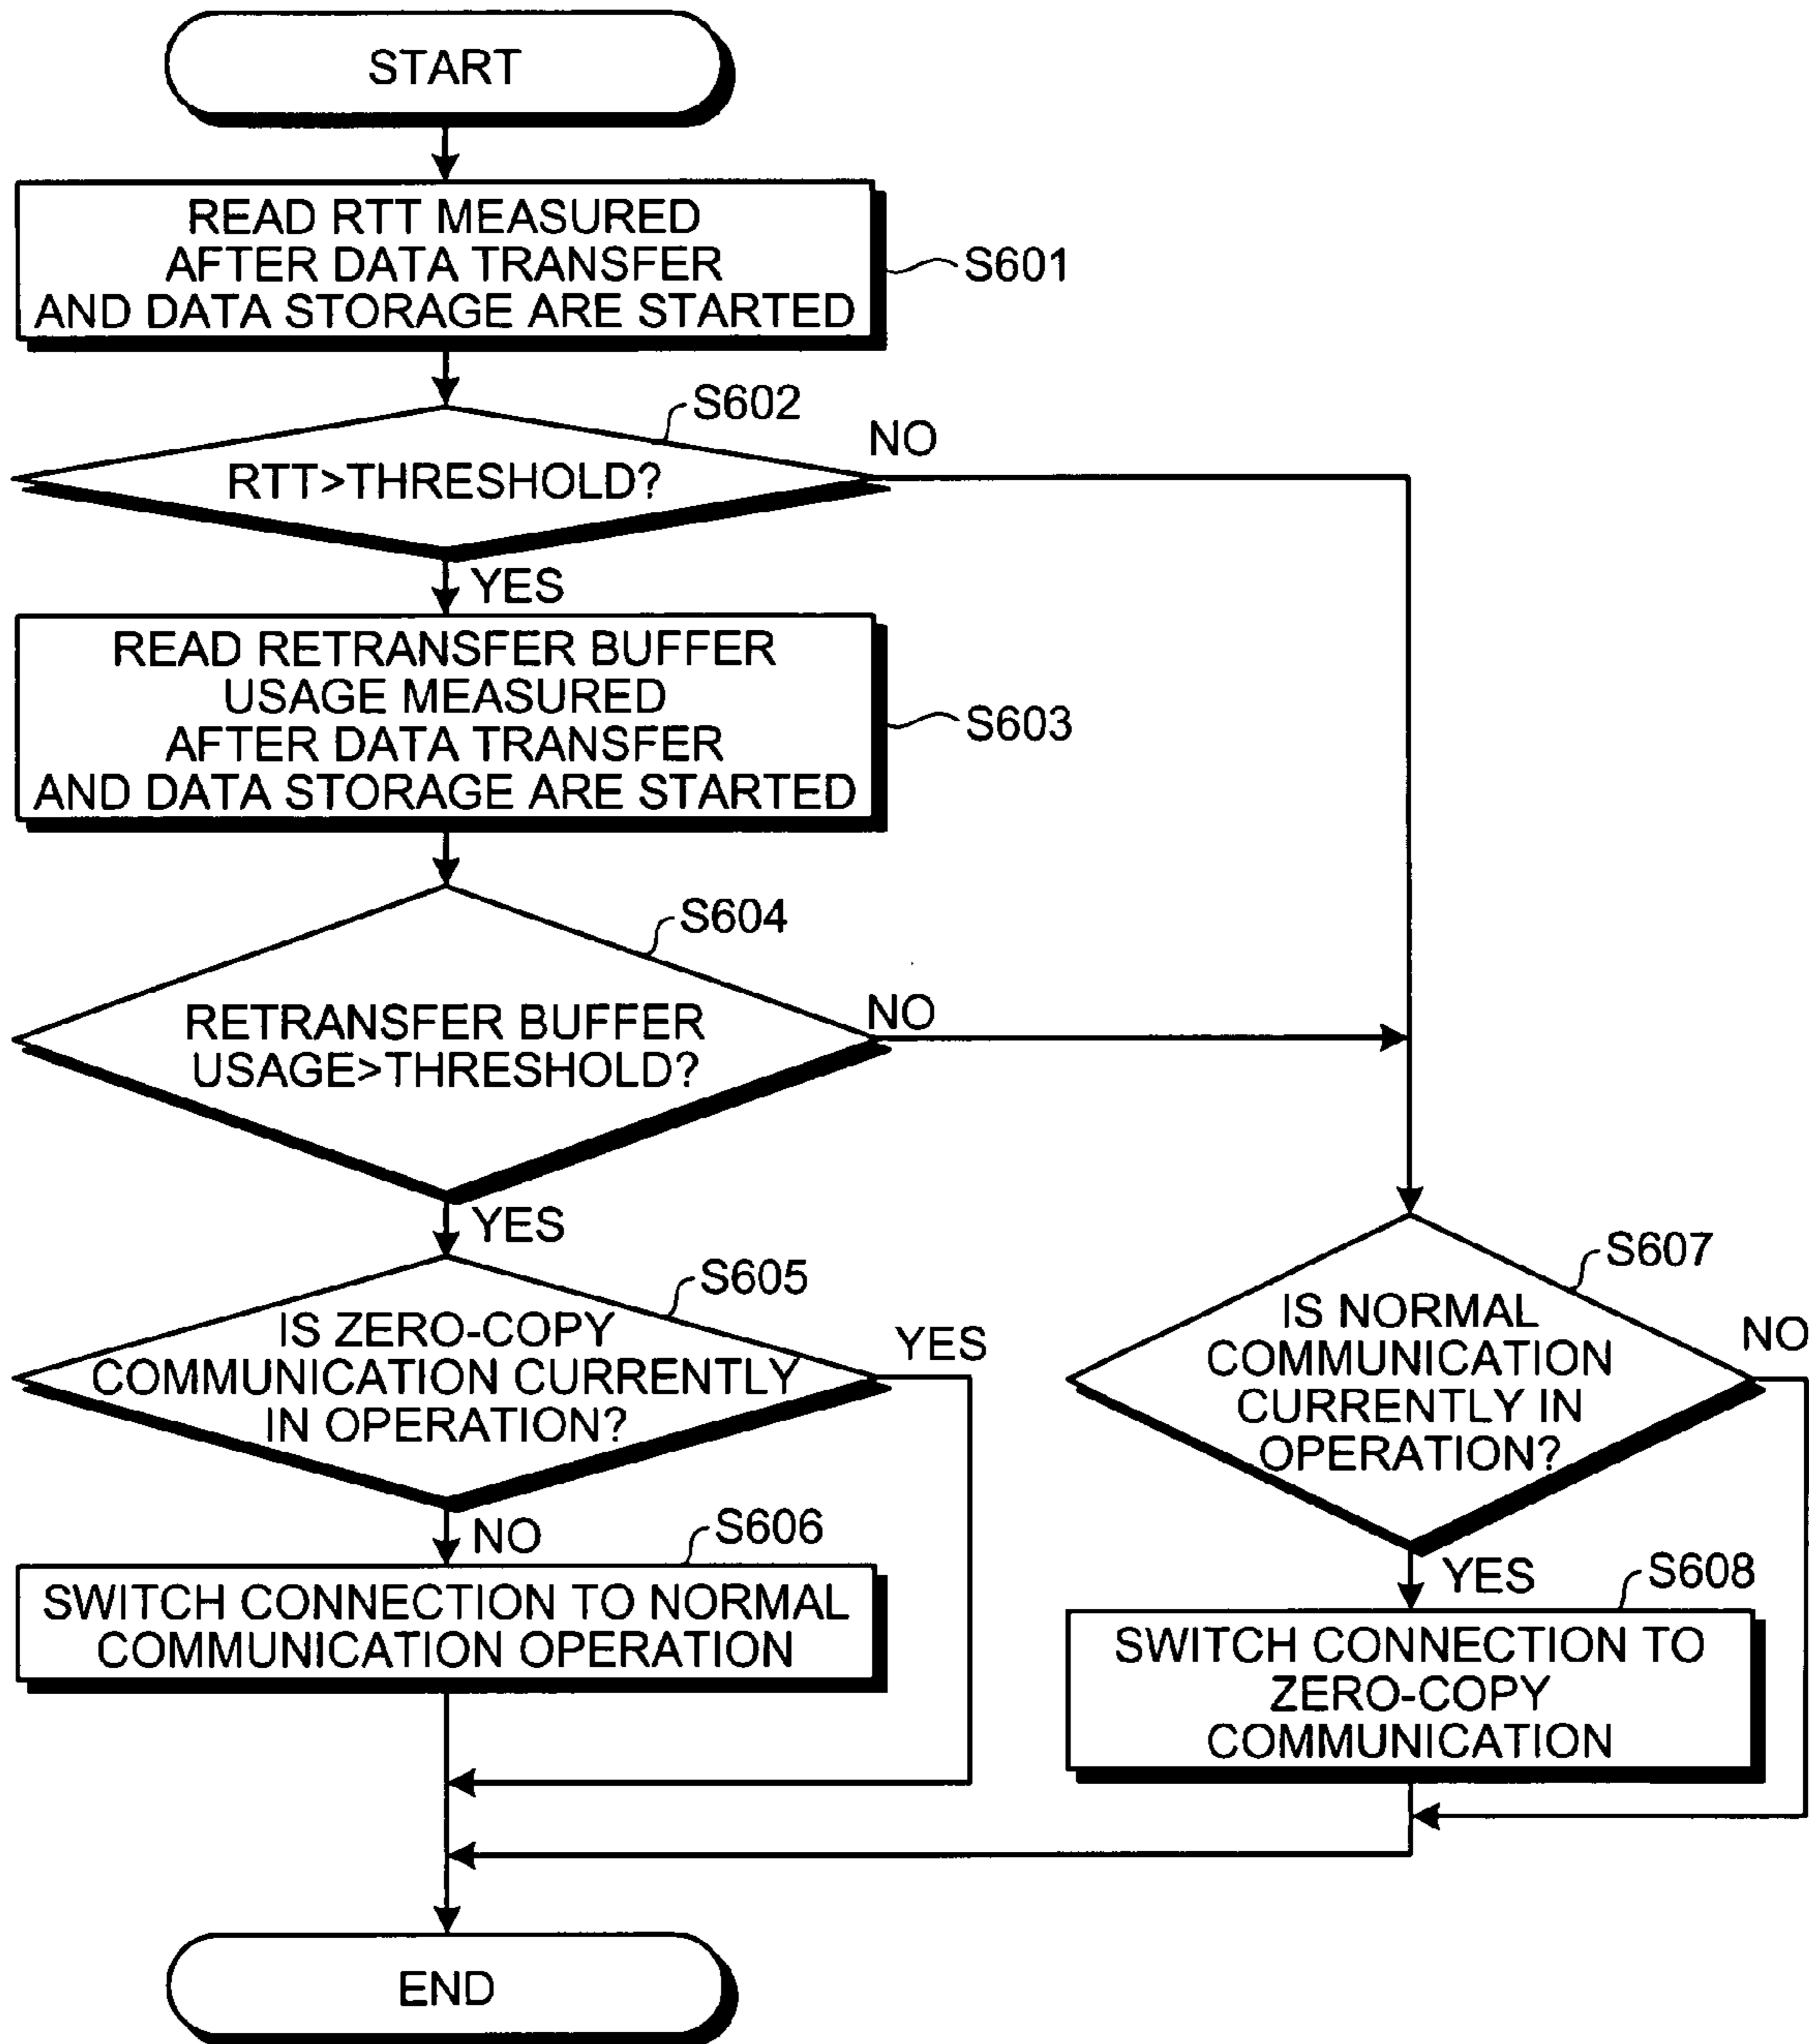 START
READ RTT MEASURED
AFTER DATA TRANSFER
AND DATA STORAGE ARE STARTED
S601
S602
RTT>THRESHOLD?
NO
YES
READ RETRANSFER BUFFER
USAGE MEASURED
AFTER DATA TRANSFER
AND DATA STORAGE ARE STARTED
S603
S604
RETRANSFER BUFFER
USAGE>THRESHOLD?
NO
YES
S605
IS ZERO-COPY
COMMUNICATION CURRENTLY
IN OPERATION?
YES
NO
S606
SWITCH CONNECTION TO NORMAL
COMMUNICATION OPERATION
S607
IS NORMAL
COMMUNICATION
CURRENTLY IN
OPERATION?
NO
YES
S608
SWITCH CONNECTION TO
ZERO-COPY
COMMUNICATION
END